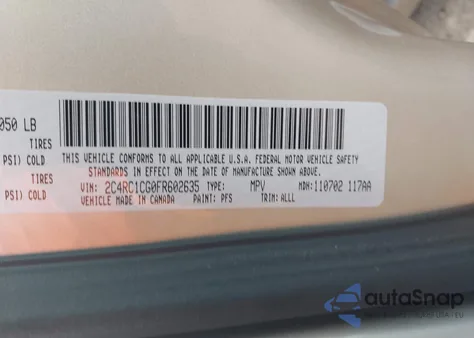 050 LB
TIRES
PSI) COLD
TIRES
PSI) COLD
THIS VEHICLE CONFORMS TO ALL APPLICABLE U.S.A. FEDERAL MOTOR VEHICLE SAFETY
STANDARDS IN EFFECT ON THE DATE OF MANUFACTURE SHOWN ABOVE.
VIN: 2C4RC1CG0FR602635 TYPE: MPV MDH:110702 117AA
VEHICLE MADE IN CANADA PAINT: PFS TRIM: ALLL
autoSnap